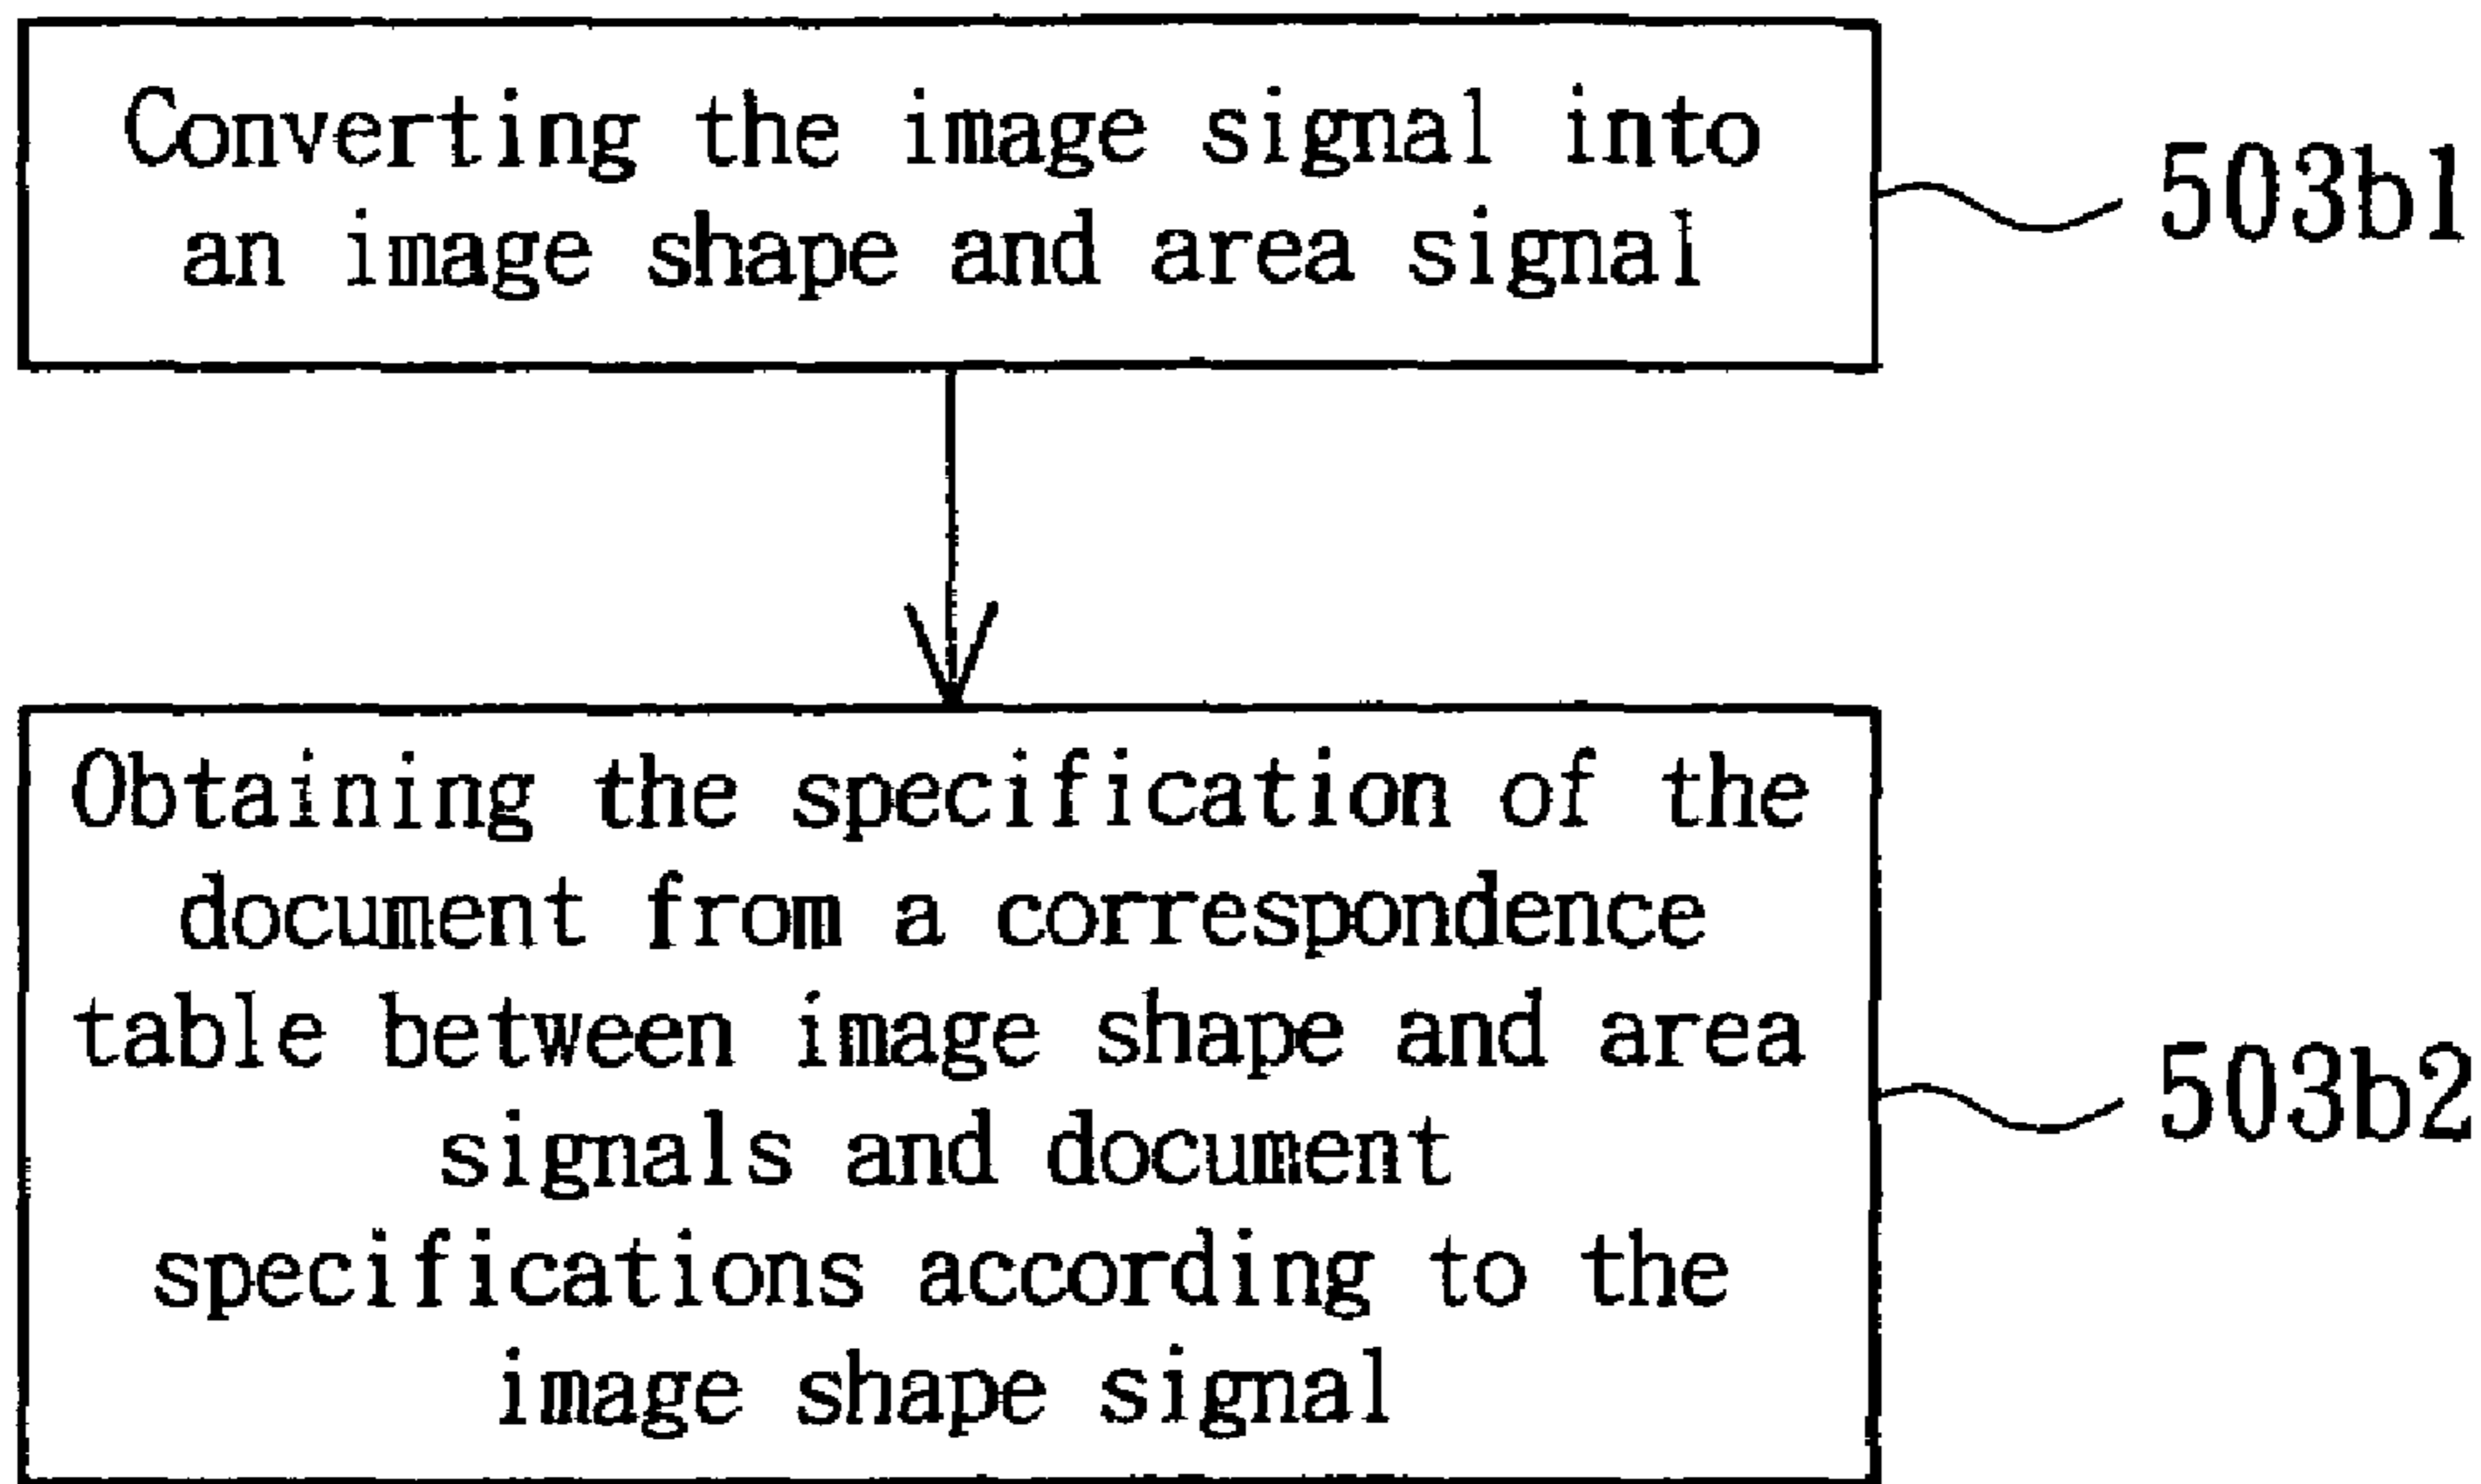 Converting the image signal into
an image shape and area signal
503b1
Obtaining the specification of the
document from a correspondence
table between image shape and area
signals and document
specifications according to the
image shape signal
503b2